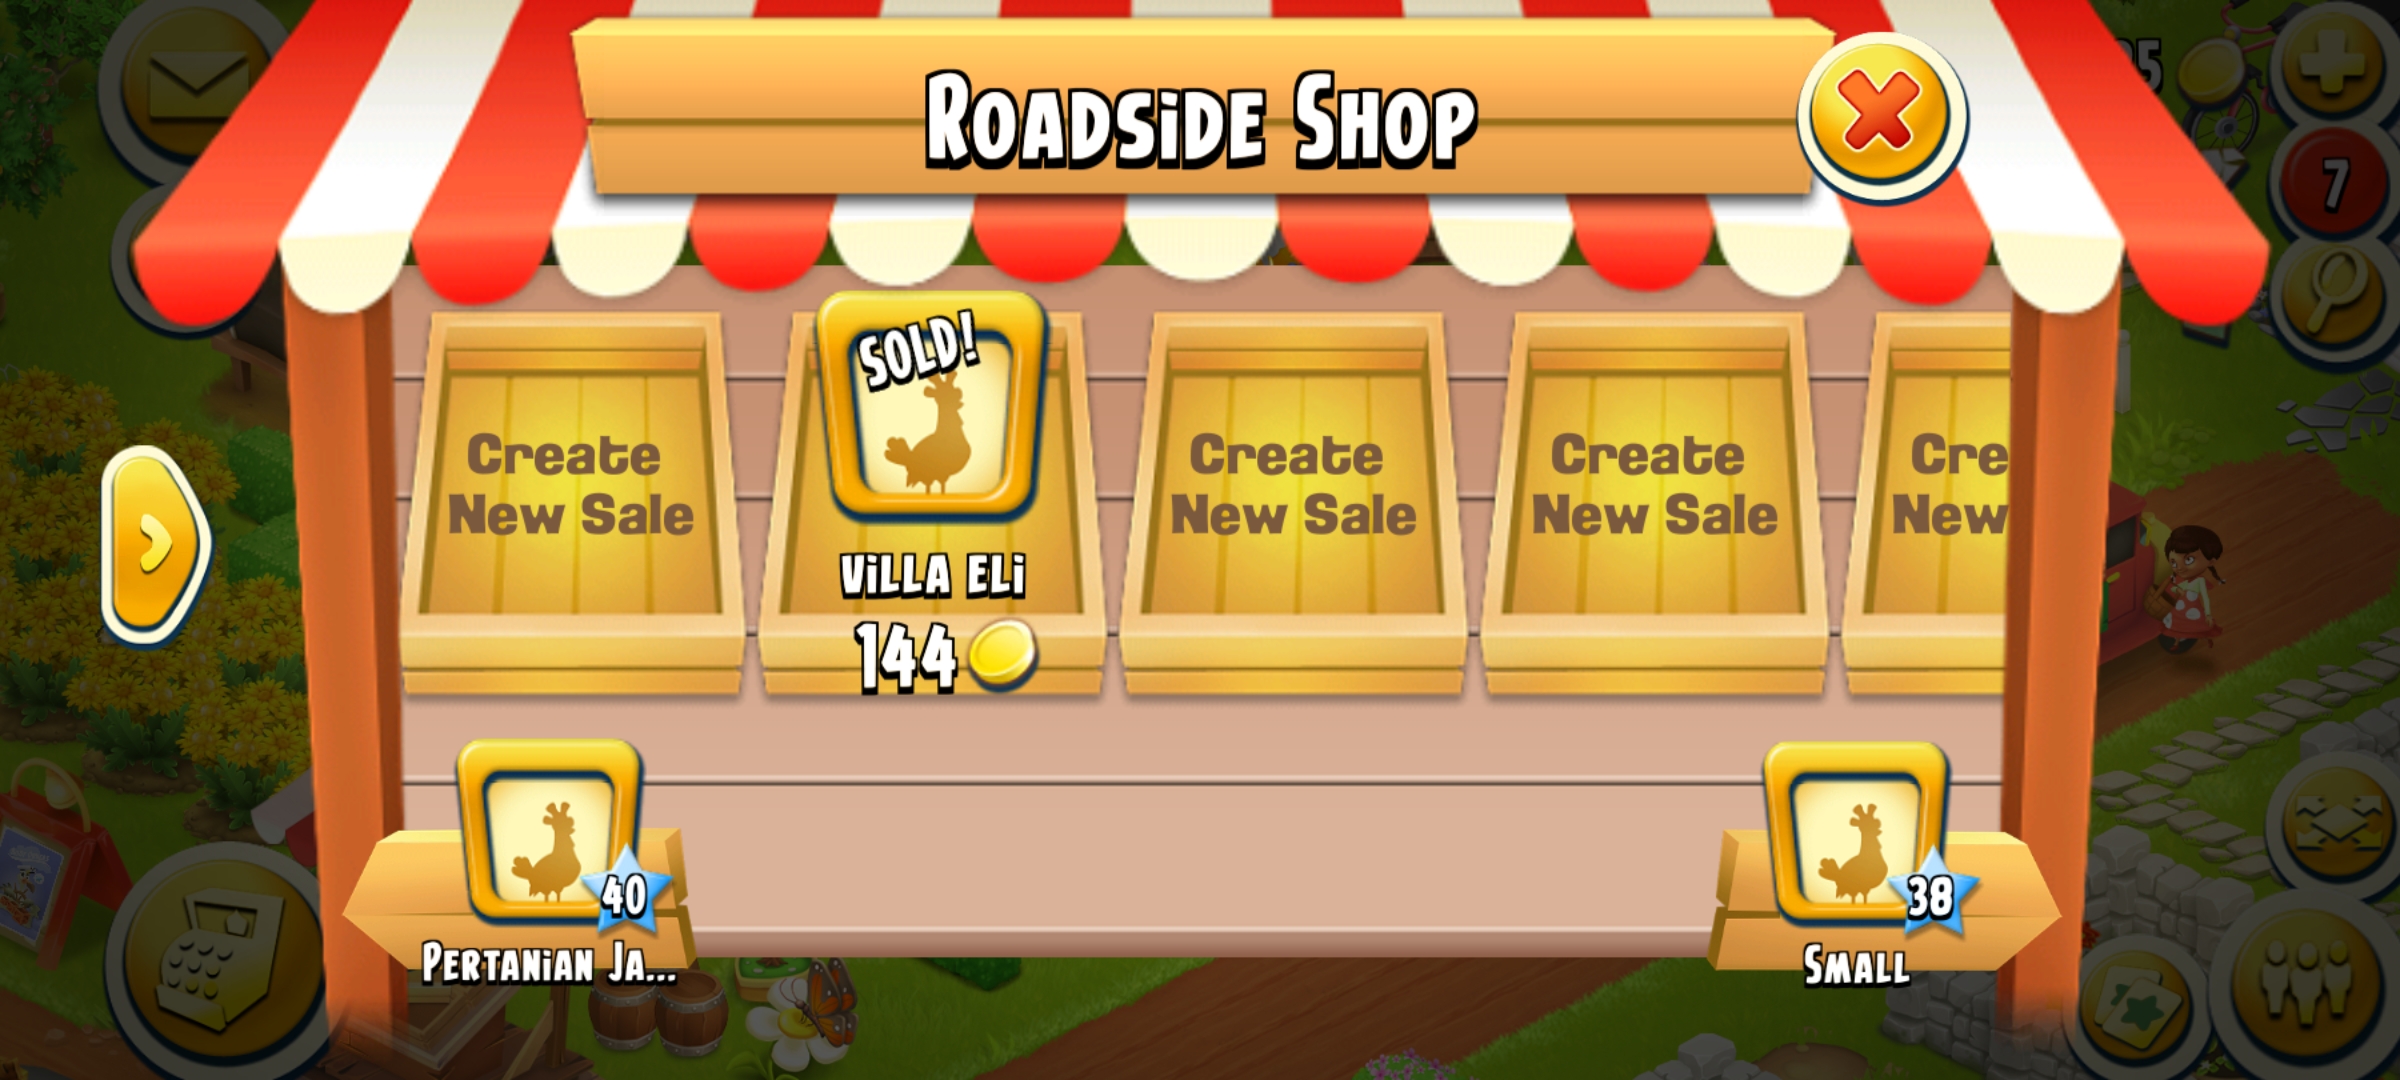 ROADSIDE SHOP
5
7
Create
New Sale
SOLD!
VILLA ELI
144
Create
New Sale
Create
New Sale
Cre
New
40
PERTANIAN JA...
38
SMALL